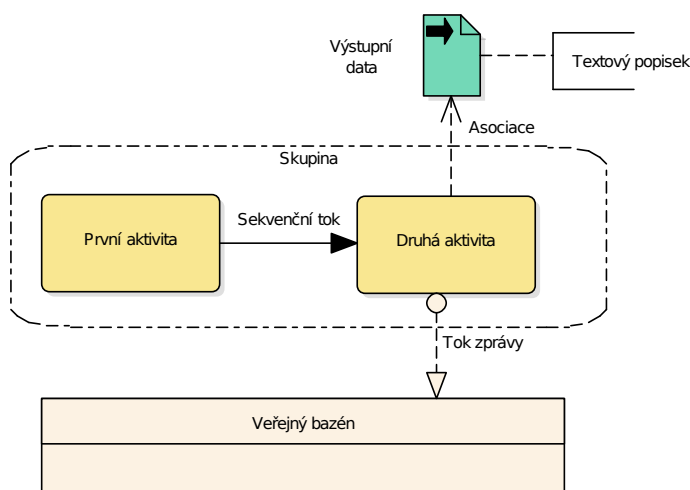 Výstupní
data
Textový popisek
Asociace
Skupina
První aktivita
Sekvenční tok
Druhá aktivita
Tok zprávy
Veřejný bazén